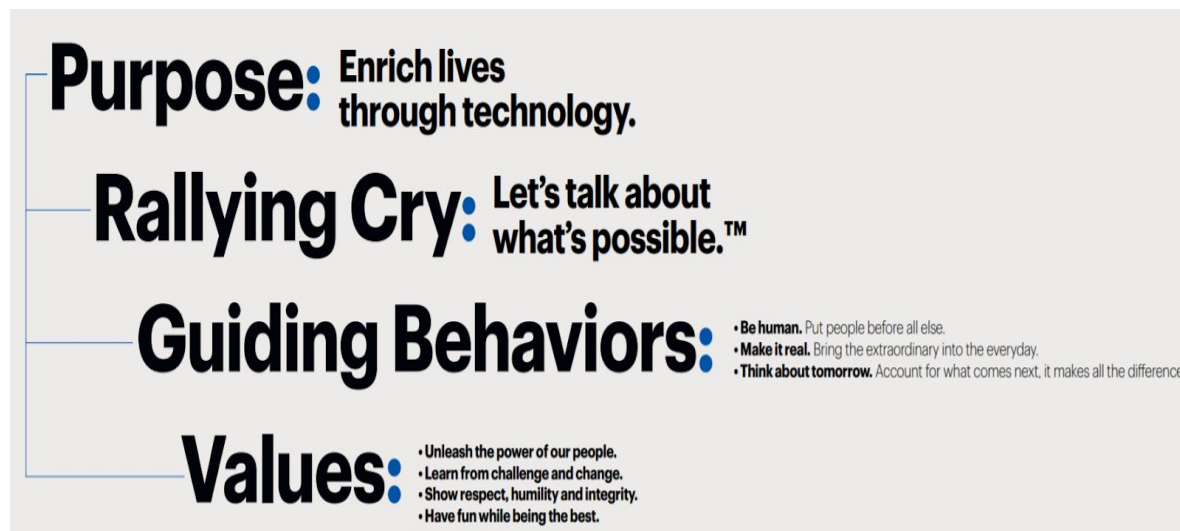 Purpose: Enrich lives
through technology.
Rallying Cry: Let's talk about
what's possible.™
Guiding Behaviors:
• Be human. Put people before all else.
• Make it real. Bring the extraordinary into the everyday.
• Think about tomorrow. Account for what comes next, it makes all the difference
Values:
• Unleash the power of our people.
• Learn from challenge and change.
• Show respect, humility and integrity.
• Have fun while being the best.